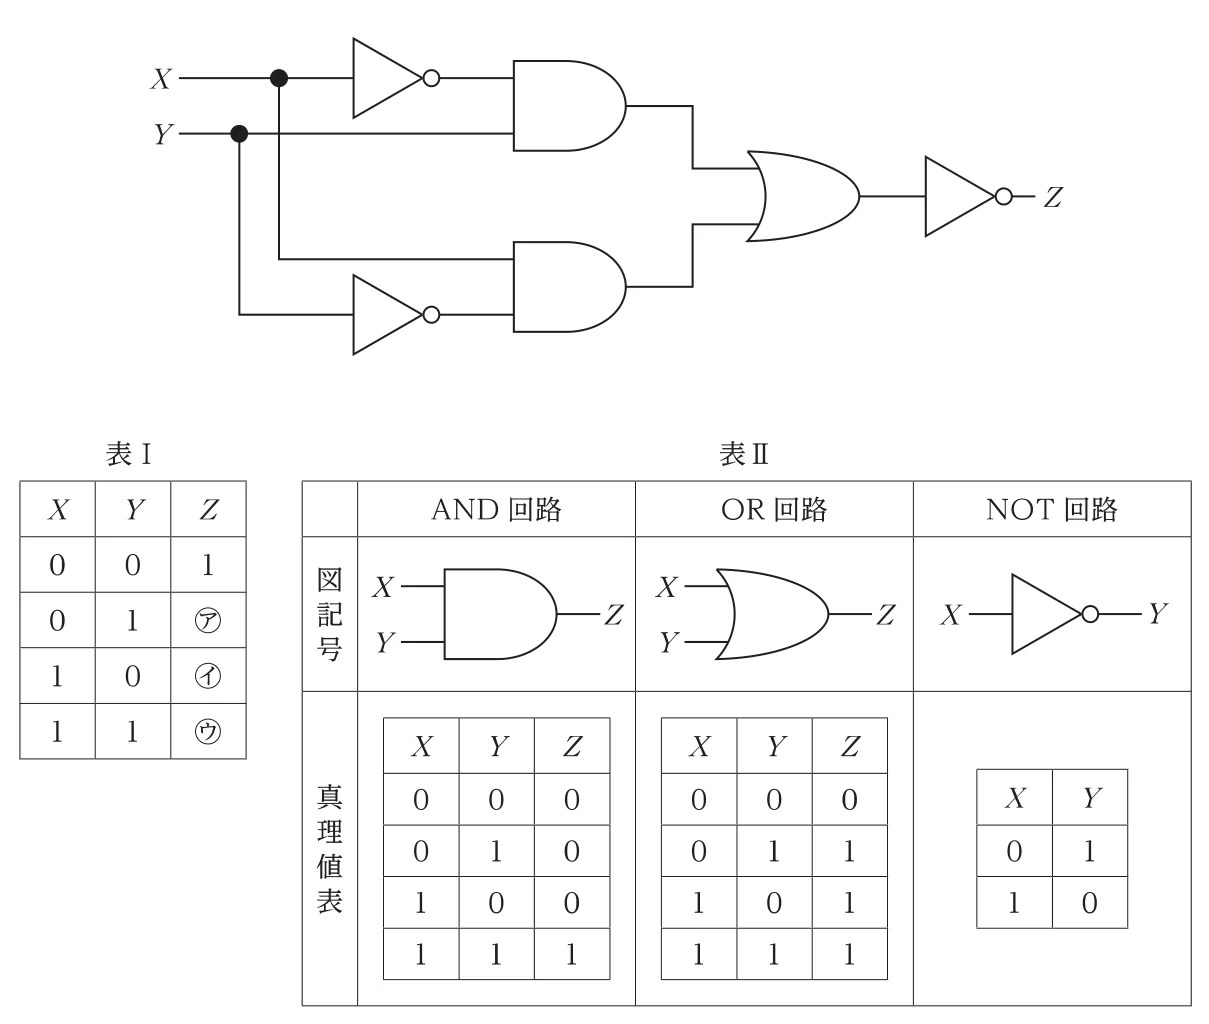 X
Y
Z
表Ⅰ
X Y Z
0 0 1
0 1 ㋐
1 0 ㋑
1 1 ㋒
表Ⅱ
AND 回路 OR 回路 NOT 回路
図記号
X Y Z
X Y Z
X Y
真理値表
X Y Z
0 0 0
0 1 0
1 0 0
1 1 1
X Y Z
0 0 0
0 1 1
1 0 1
1 1 1
X Y
0 1
1 0